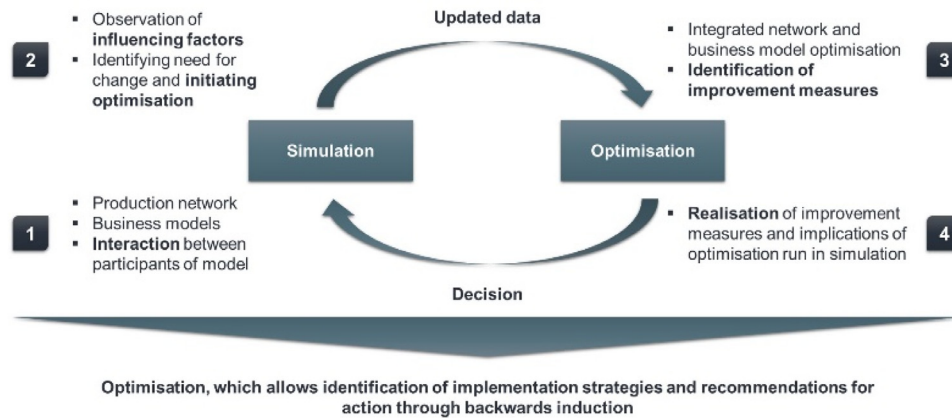 Updated data
2
▪ Observation of
influencing factors
▪ Identifying need for
change and initiating
optimisation
▪ Integrated network and
business model optimisation
▪ Identification of
improvement measures
3
Simulation
Optimisation
1
▪ Production network
▪ Business models
▪ Interaction between
participants of model
▪ Realisation of improvement
measures and implications of
optimisation run in simulation
4
Decision
Optimisation, which allows identification of implementation strategies and recommendations for
action through backwards induction